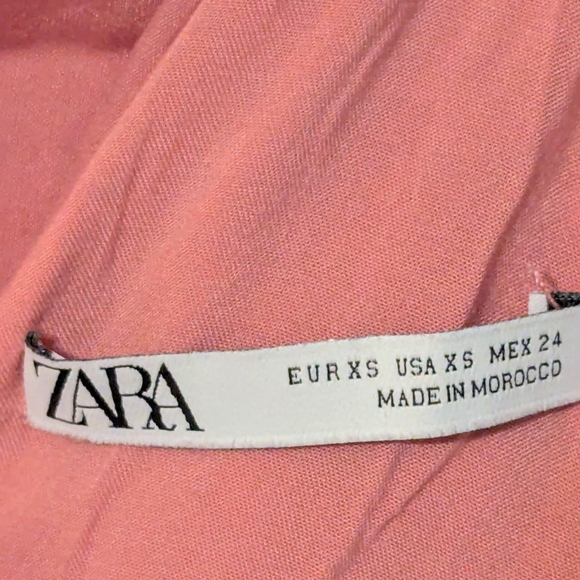 ZARA
EUR XS USA XS MEX 24
MADE IN MOROCCO